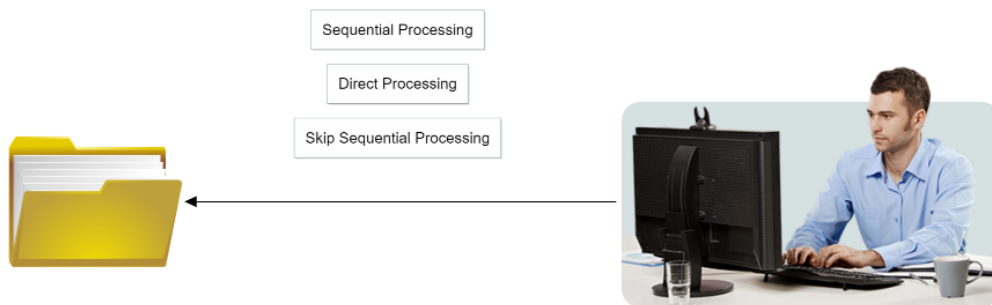 Sequential Processing
Direct Processing
Skip Sequential Processing